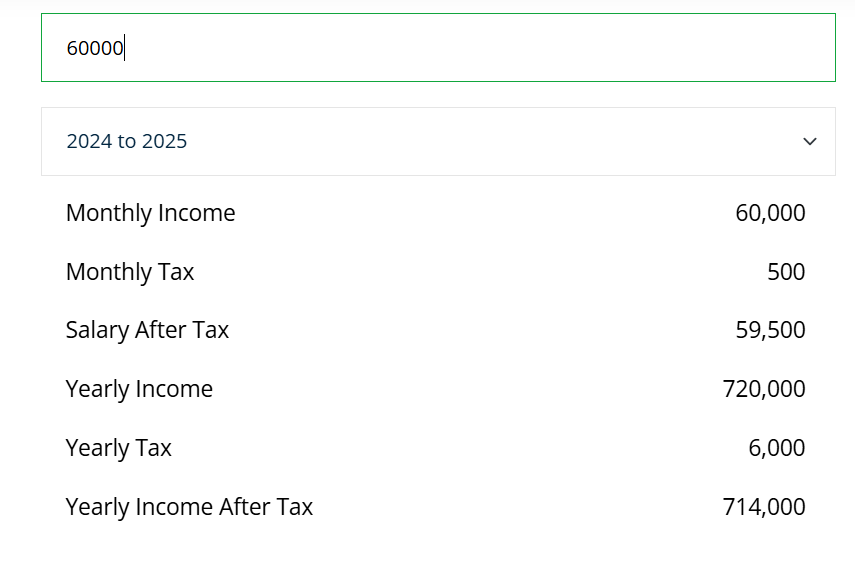 60000
2024 to 2025
Monthly Income 60,000
Monthly Tax 500
Salary After Tax 59,500
Yearly Income 720,000
Yearly Tax 6,000
Yearly Income After Tax 714,000